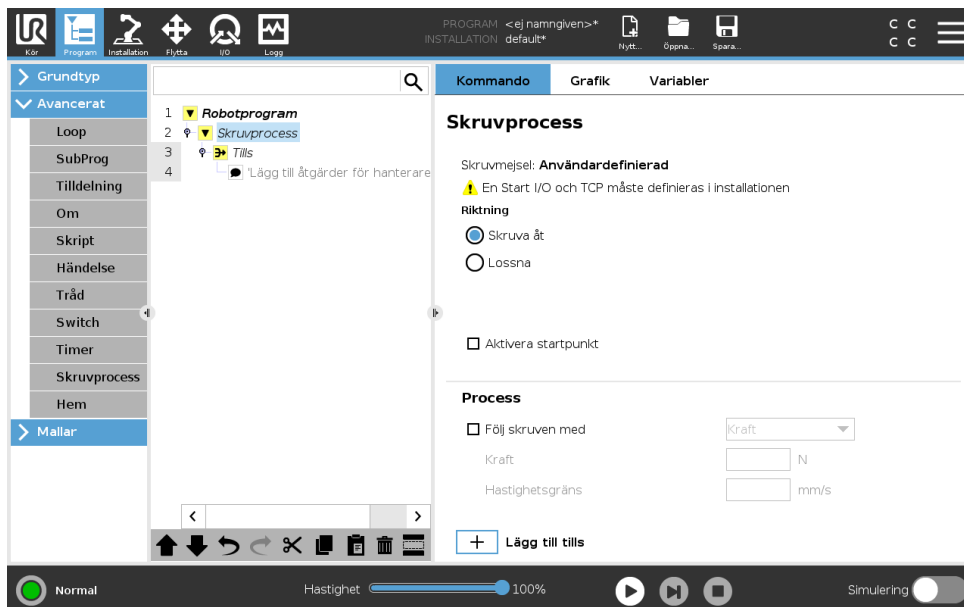 PROGRAM <ej namngiven>*
INSTALLATION default*
Kör
Program
Installation
Flytta
I/O
Logg
Nytt...
Öppna...
Spara...
C C
C C
Grundtyp
Avancerat
Loop
SubProg
Tilldelning
Om
Skript
Händelse
Tråd
Switch
Timer
Skruvprocess
Hem
Mallar
1 Robotprogram
2 Skruvprocess
3 Tills
4 'Lägg till åtgärder för hanterare
Kommando
Grafik
Variabler
Skruvprocess
Skruvmejsel: Användardefinierad
En Start I/O och TCP måste definieras i installationen
Riktning
Skruva åt
Lossna
Aktivera startpunkt
Process
Följ skruven med
Kraft
Kraft
N
Hastighetsgräns
mm/s
+ Lägg till tills
Normal
Hastighet
100%
Simulering